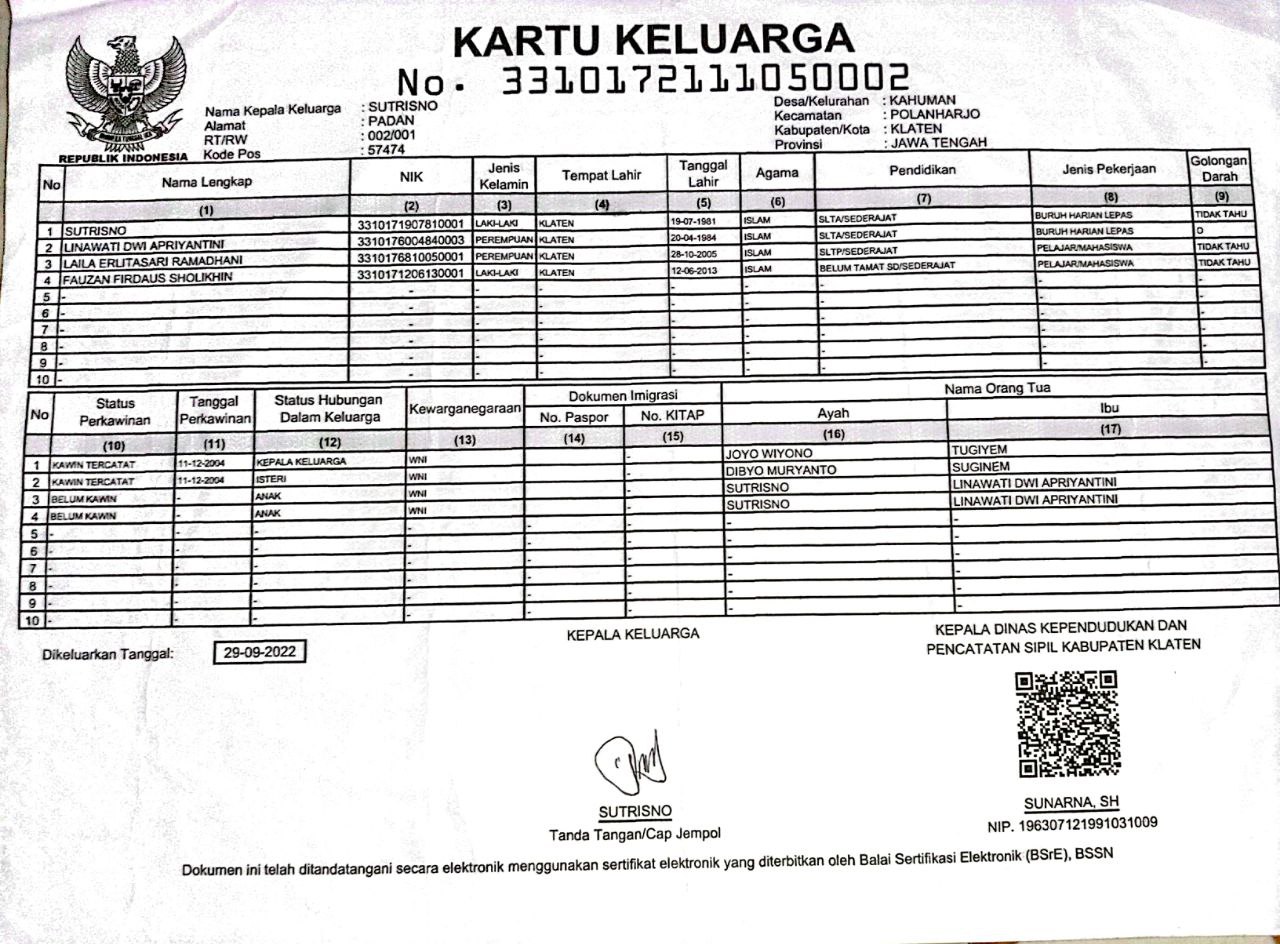 KARTU KELUARGA
No. 3310172111050002
REPUBLIK INDONESIA
Nama Kepala Keluarga : SUTRISNO
Alamat : PADAN
RT/RW : 002/001
Kode Pos : 57474
Desa/Kelurahan : KAHUMAN
Kecamatan : POLANHARJO
Kabupaten/Kota : KLATEN
Provinsi : JAWA TENGAH
No Nama Lengkap NIK Jenis Kelamin Tempat Lahir Tanggal Lahir Agama Pendidikan Jenis Pekerjaan Golongan Darah
(1) (2) (3) (4) (5) (6) (7) (8) (9)
1 SUTRISNO 3310171907810001 LAKI-LAKI KLATEN 19-07-1981 ISLAM SLTA/SEDERAJAT BURUH HARIAN LEPAS TIDAK TAHU
2 LINAWATI DWI APRIYANTINI 3310176004840003 PEREMPUAN KLATEN 20-04-1984 ISLAM SLTA/SEDERAJAT BURUH HARIAN LEPAS O
3 LAILA ERLITASARI RAMADHANI 3310176810050001 PEREMPUAN KLATEN 28-10-2005 ISLAM SLTP/SEDERAJAT PELAJAR/MAHASISWA TIDAK TAHU
4 FAUZAN FIRDAUS SHOLIKHIN 3310171206130001 LAKI-LAKI KLATEN 12-06-2013 ISLAM BELUM TAMAT SD/SEDERAJAT PELAJAR/MAHASISWA TIDAK TAHU
5 - - - - - - - - -
6 - - - - - - - - -
7 - - - - - - - - -
8 - - - - - - - - -
9 - - - - - - - - -
10 - - - - - - - - -
No Status Perkawinan Tanggal Perkawinan Status Hubungan Dalam Keluarga Kewarganegaraan Dokumen Imigrasi Nama Orang Tua
No. Paspor No. KITAP Ayah Ibu
(10) (11) (12) (13) (14) (15) (16) (17)
1 KAWIN TERCATAT 11-12-2004 KEPALA KELUARGA WNI - - JOYO WIYONO TUGIYEM
2 KAWIN TERCATAT 11-12-2004 ISTERI WNI - - DIBYO MURYANTO SUGINEM
3 BELUM KAWIN - ANAK WNI - - SUTRISNO LINAWATI DWI APRIYANTINI
4 BELUM KAWIN - ANAK WNI - - SUTRISNO LINAWATI DWI APRIYANTINI
5 - - - - - - - -
6 - - - - - - - -
7 - - - - - - - -
8 - - - - - - - -
9 - - - - - - - -
10 - - - - - - - -
Dikeluarkan Tanggal: 29-09-2022
KEPALA KELUARGA
SUTRISNO
Tanda Tangan/Cap Jempol
KEPALA DINAS KEPENDUDUKAN DAN
PENCATATAN SIPIL KABUPATEN KLATEN
SUNARNA, SH
NIP. 196307121991031009
Dokumen ini telah ditandatangani secara elektronik menggunakan sertifikat elektronik yang diterbitkan oleh Balai Sertifikasi Elektronik (BSrE), BSSN